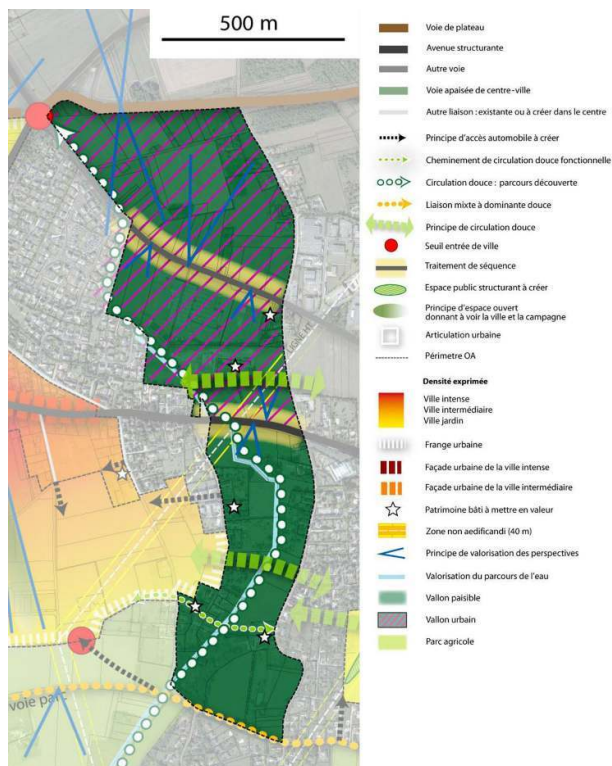 500 m
voie parc
Voie de plateau
Avenue structurante
Autre voie
Voie apaisée de centre-ville
Autre liaison : existante ou à créer dans le centre
Principe d'accès automobile à créer
Cheminement de circulation douce fonctionnelle
Circulation douce : parcours découverte
Liaison mixte à dominante douce
Principe de circulation douce
Seuil entrée de ville
Traitement de séquence
Espace public structurant à créer
Principe d'espace ouvert
donnant à voir la ville et la campagne
Articulation urbaine
Périmetre OA
Densité exprimée
Ville intense
Ville intermédiaire
Ville jardin
Frange urbaine
Façade urbaine de la ville intense
Façade urbaine de la ville intermédiaire
Patrimoine bâti à mettre en valeur
Zone non aedificandi (40 m)
Principe de valorisation des perspectives
Valorisation du parcours de l'eau
Vallon paisible
Vallon urbain
Parc agricole